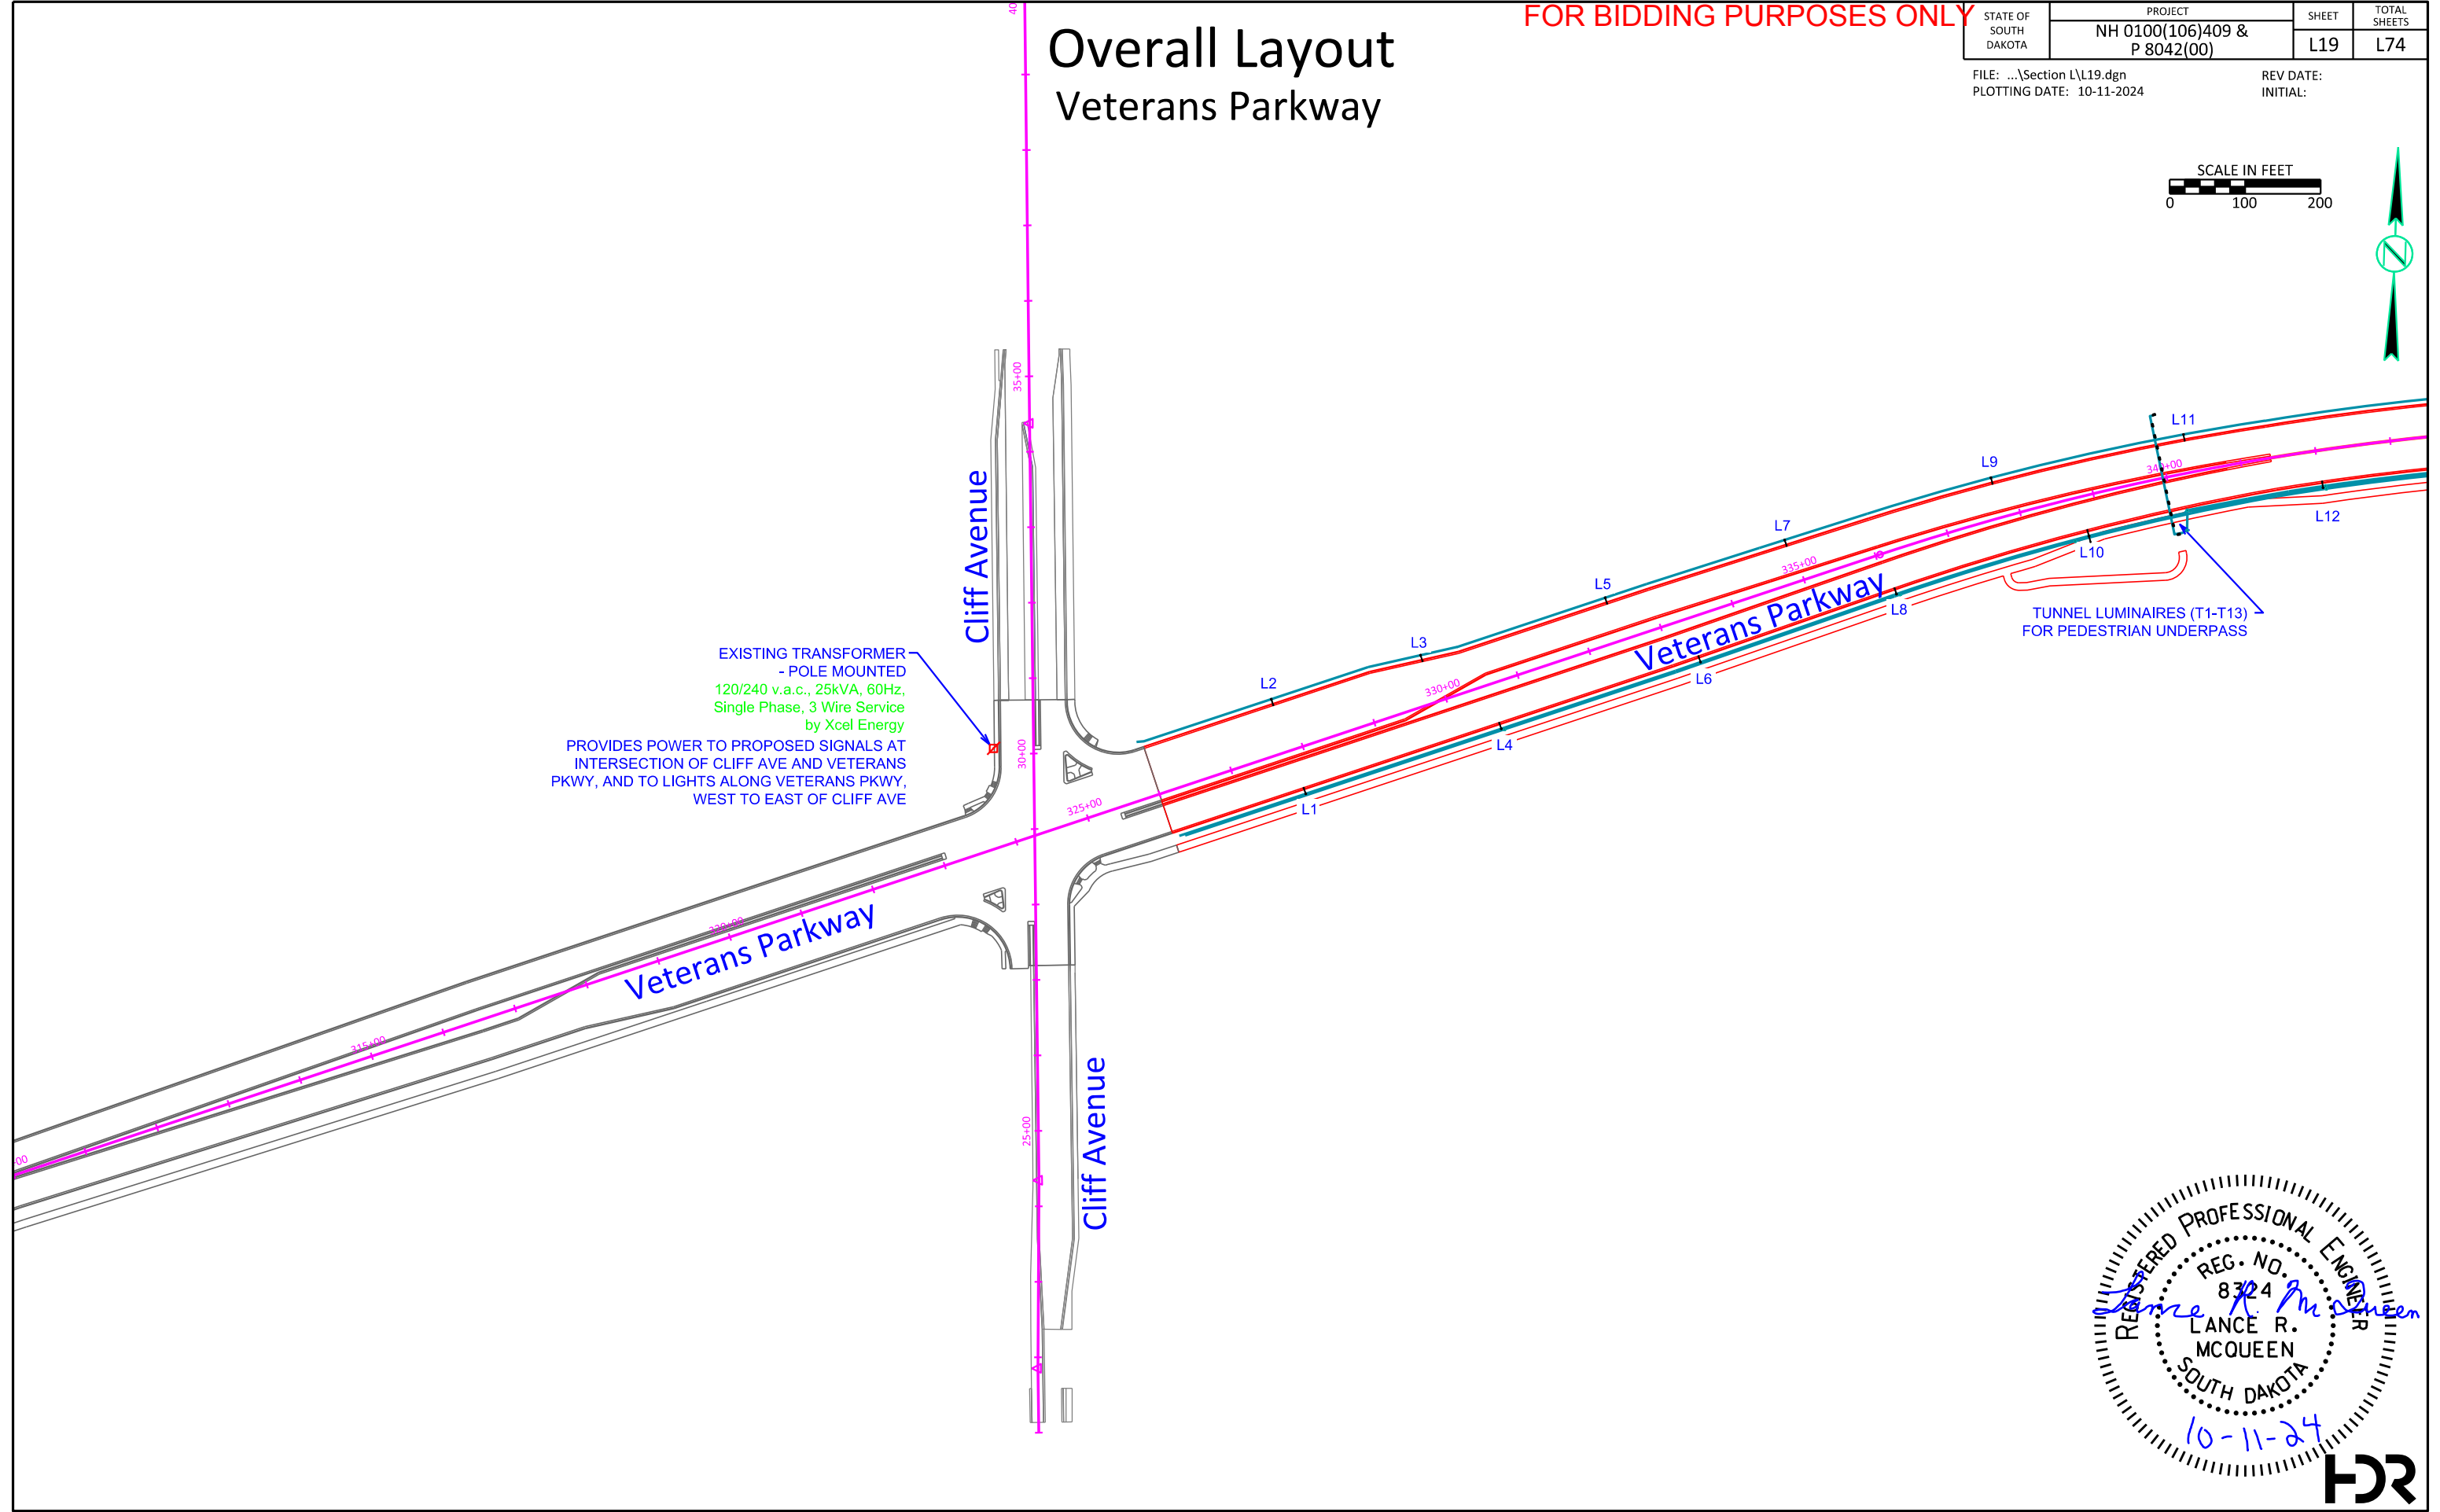 FOR BIDDING PURPOSES ONLY
Overall Layout
Veterans Parkway
STATE OF
SOUTH
DAKOTA
PROJECT
NH 0100(106)409 &
P 8042(00)
SHEET
L19
TOTAL
SHEETS
L74
FILE: ...\Section L\L19.dgn
REV DATE:
PLOTTING DATE: 10-11-2024
INITIAL:
SCALE IN FEET
0 100 200
N
40
35+00
Cliff Avenue
L11
L9
340+00
L7
L12
L10
335+00
L5
Veterans Parkway
L8
TUNNEL LUMINAIRES (T1-T13)
FOR PEDESTRIAN UNDERPASS
L3
L6
L2
330+00
L4
EXISTING TRANSFORMER
- POLE MOUNTED
120/240 v.a.c., 25kVA, 60Hz,
Single Phase, 3 Wire Service
by Xcel Energy
PROVIDES POWER TO PROPOSED SIGNALS AT
INTERSECTION OF CLIFF AVE AND VETERANS
PKWY, AND TO LIGHTS ALONG VETERANS PKWY,
WEST TO EAST OF CLIFF AVE
30+00
325+00
L1
320+00
Veterans Parkway
315+00
25+00
Cliff Avenue
+00
REGISTERED PROFESSIONAL ENGINEER
REG. NO.
8324
LANCE R.
MCQUEEN
SOUTH DAKOTA
Lance R. McQueen
10-11-24
HDR